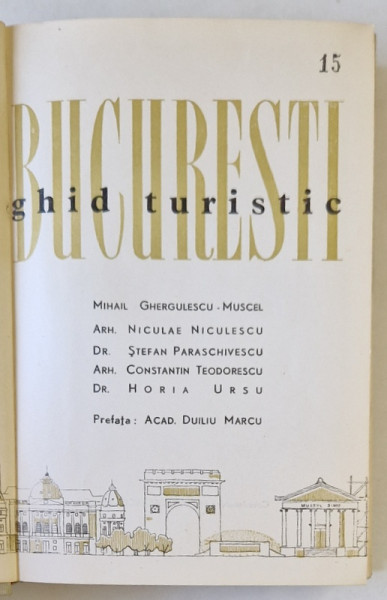 15
BUCUREȘTI
ghid turistic
MIHAIL GHERGULESCU - MUSCEL
ARH. NICULAE NICULESCU
DR. ȘTEFAN PARASCHIVESCU
ARH. CONSTANTIN TEODORESCU
DR. HORIA URSU
Prefața: ACAD. DUILIU MARCU